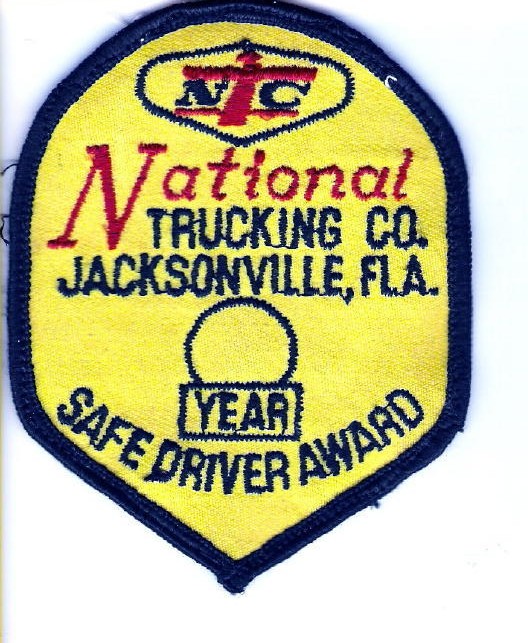 NTC
National
TRUCKING CO.
JACKSONVILLE, FLA.
YEAR
SAFE DRIVER AWARD